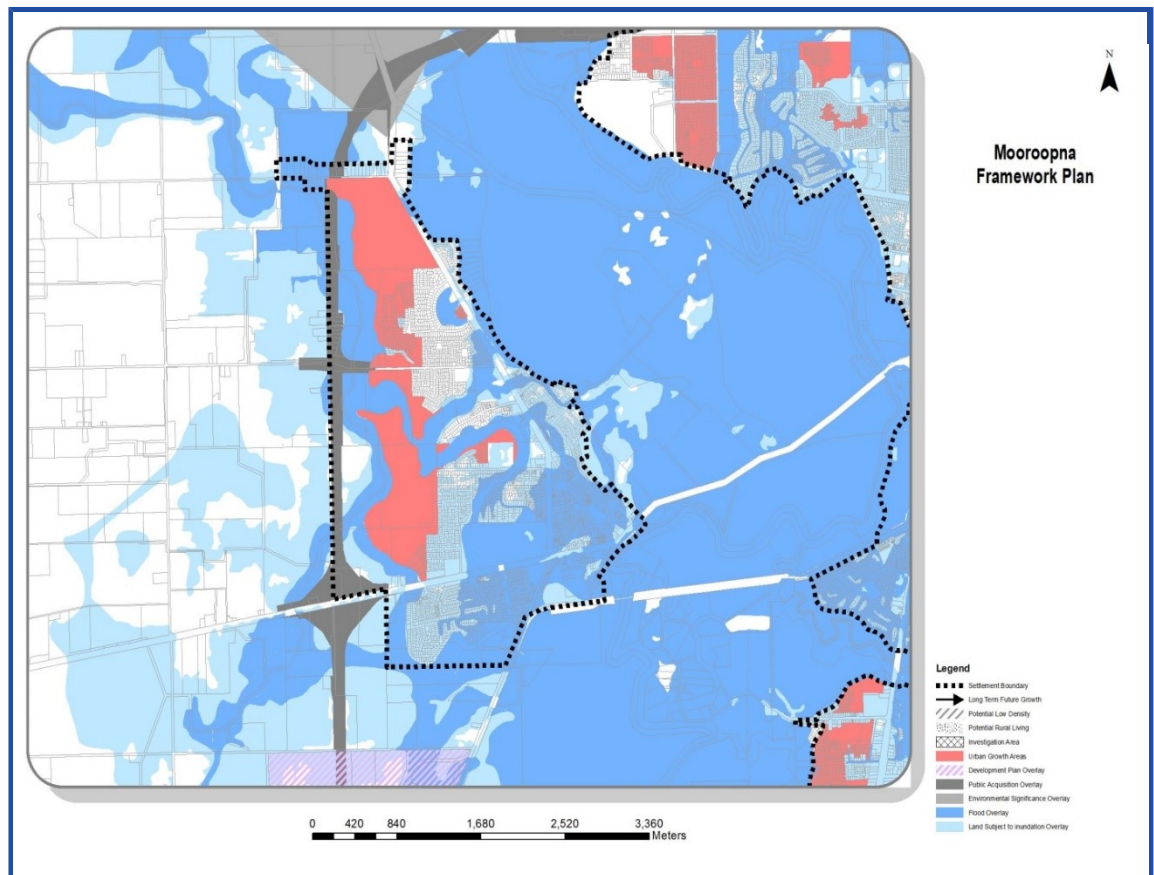 N
Mooroopna
Framework Plan
Legend
Settlement Boundary
Long Term Future Growth
Potential Low Density
Potential Rural Living
Investigation Area
Urban Growth Areas
Development Plan Overlay
Public Acquisition Overlay
Environmental Significance Overlay
Flood Overlay
Land Subject to inundation Overlay
0 420 840 1,680 2,520 3,360
Meters